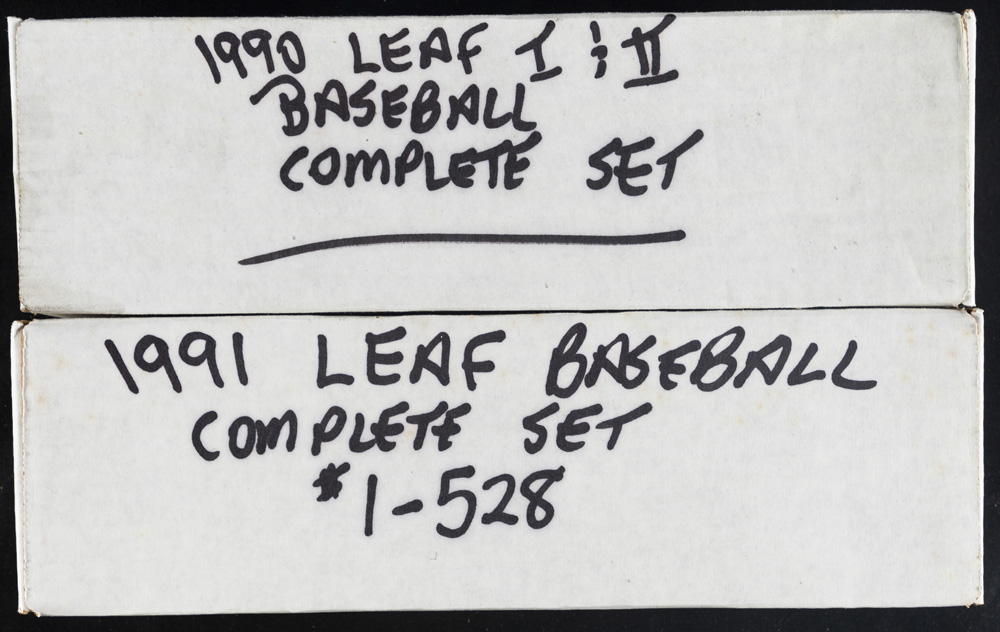 1990 LEAF I & II
BASEBALL
COMPLETE SET
1991 LEAF BASEBALL
COMPLETE SET
#1-528